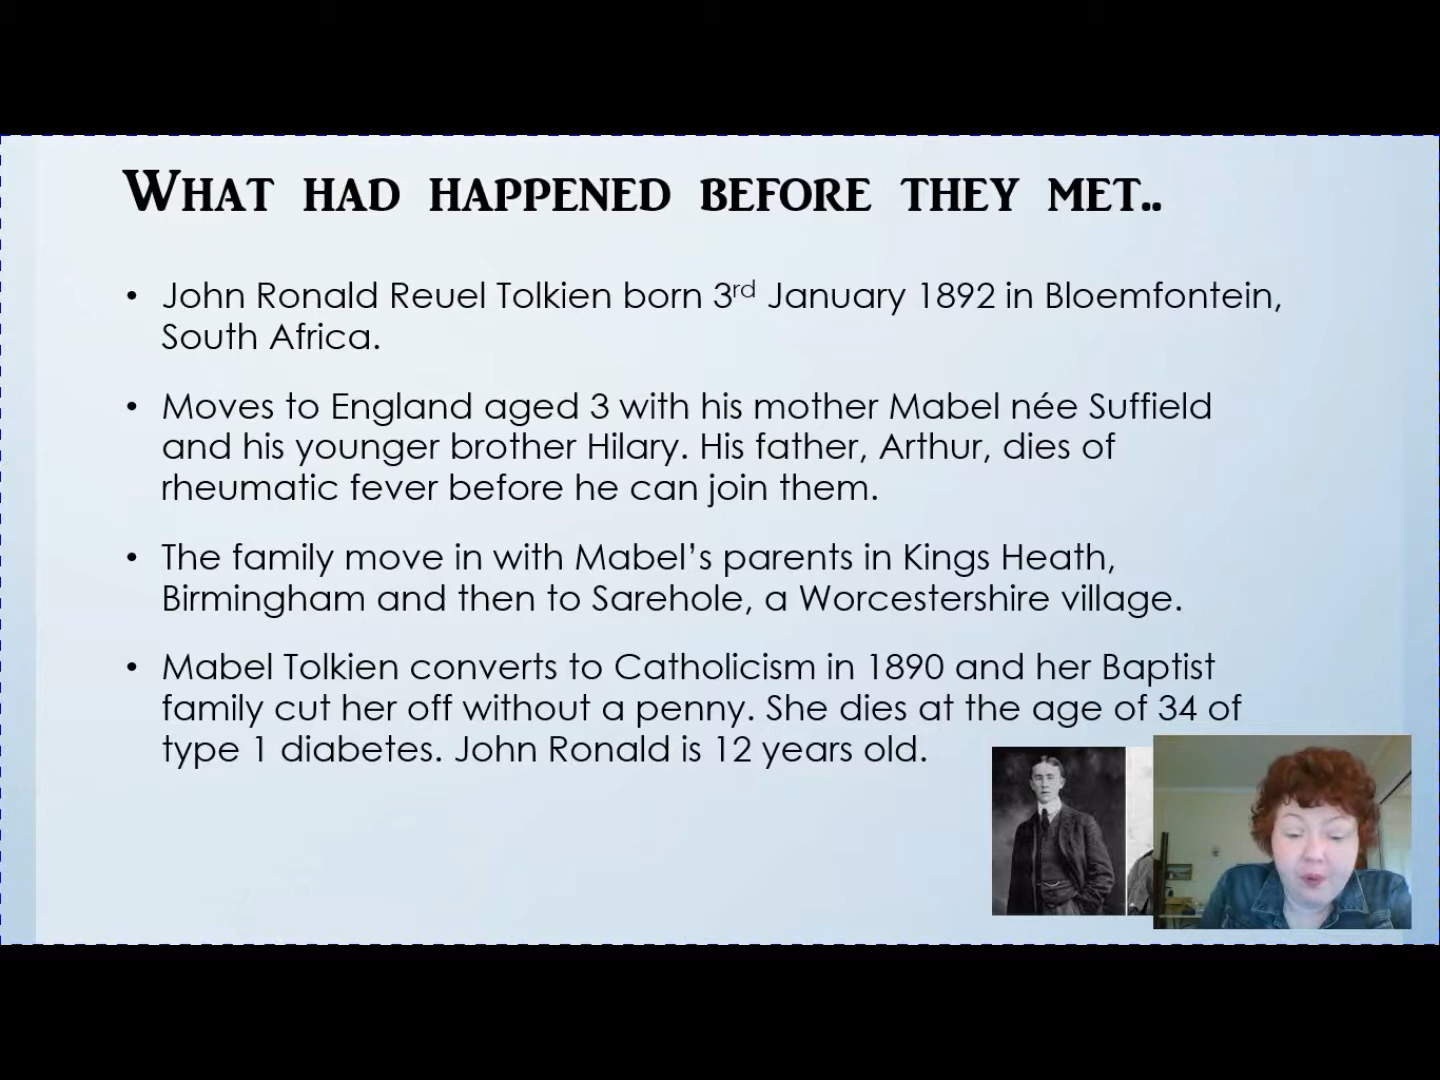 What had happened before they met..
• John Ronald Reuel Tolkien born 3rd January 1892 in Bloemfontein,
South Africa.
• Moves to England aged 3 with his mother Mabel née Suffield
and his younger brother Hilary. His father, Arthur, dies of
rheumatic fever before he can join them.
• The family move in with Mabel’s parents in Kings Heath,
Birmingham and then to Sarehole, a Worcestershire village.
• Mabel Tolkien converts to Catholicism in 1890 and her Baptist
family cut her off without a penny. She dies at the age of 34 of
type 1 diabetes. John Ronald is 12 years old.